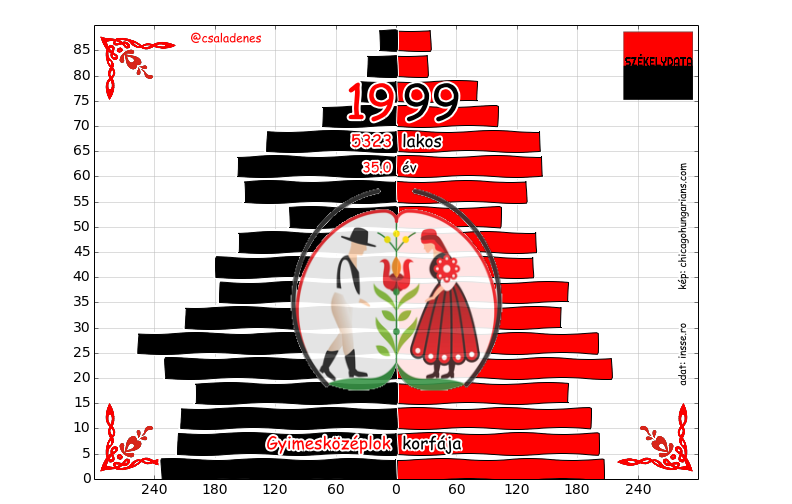 @csaladenes
SZÉKELYDATA
1999
5323 lakos
35.0 év
kép: chicagohungarians.com
adat: insse.ro
Gyimesközéplok korfája
85
80
75
70
65
60
55
50
45
40
35
30
25
20
15
10
5
0
240 180 120 60 0 60 120 180 240